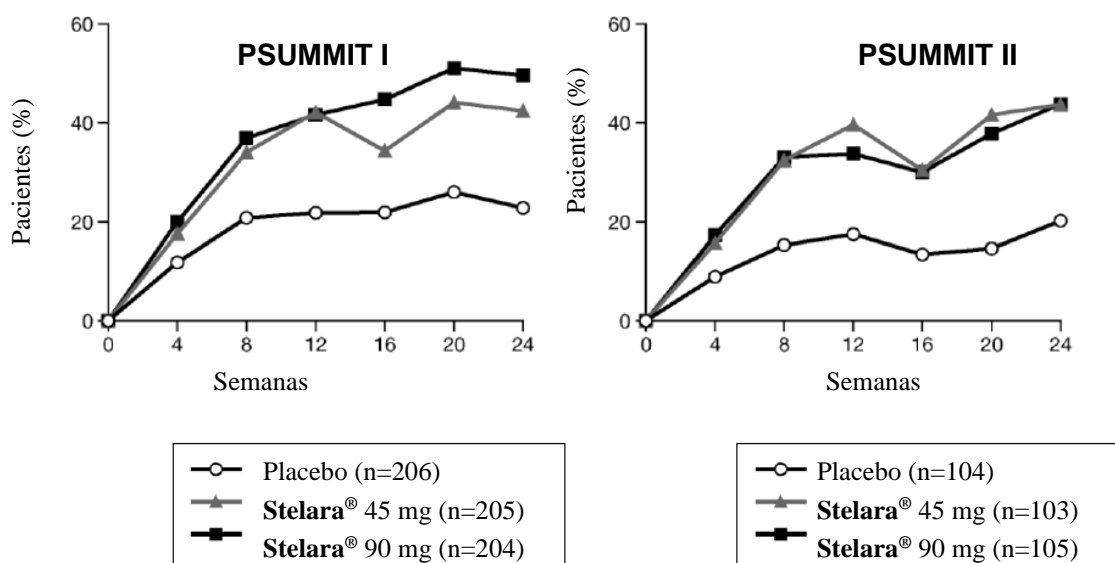 PSUMMIT I
Pacientes (%)
60
40
20
0
0 4 8 12 16 20 24
Semanas
Placebo (n=206)
Stelara® 45 mg (n=205)
Stelara® 90 mg (n=204)
PSUMMIT II
Pacientes (%)
60
40
20
0
0 4 8 12 16 20 24
Semanas
Placebo (n=104)
Stelara® 45 mg (n=103)
Stelara® 90 mg (n=105)